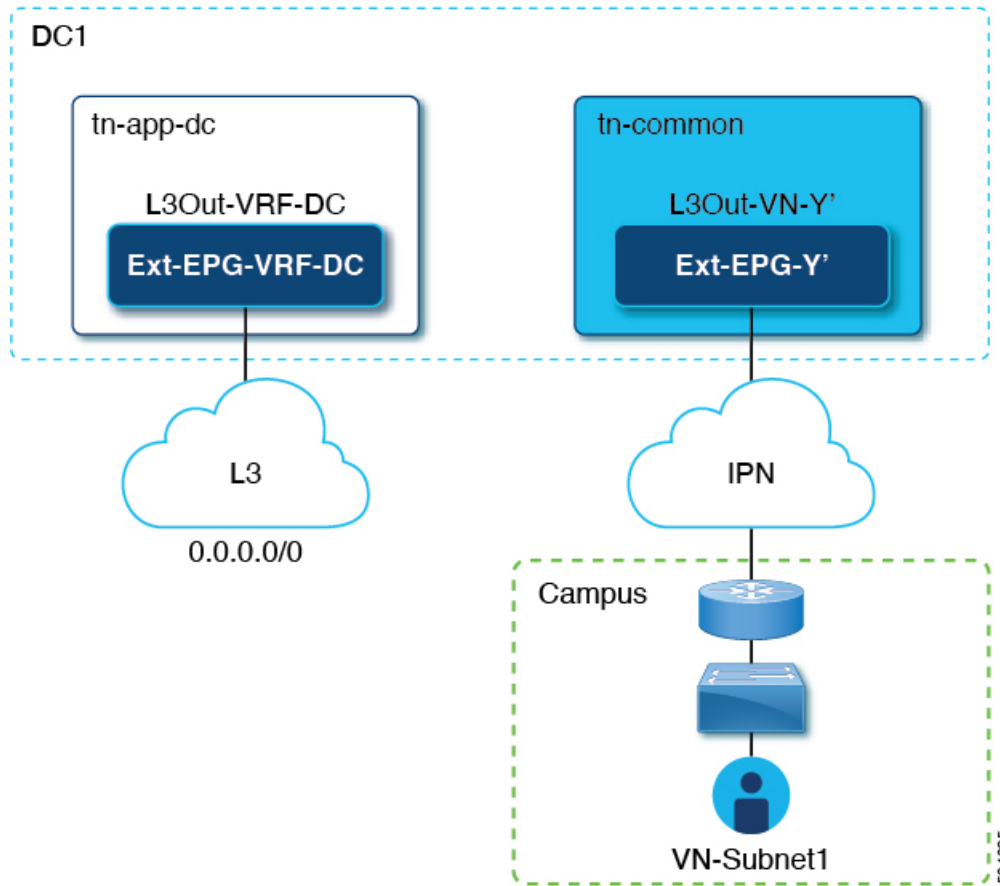 DC1
tn-app-dc
tn-common
L3Out-VRF-DC
L3Out-VN-Y’
Ext-EPG-VRF-DC
Ext-EPG-Y’
L3
IPN
0.0.0.0/0
Campus
VN-Subnet1